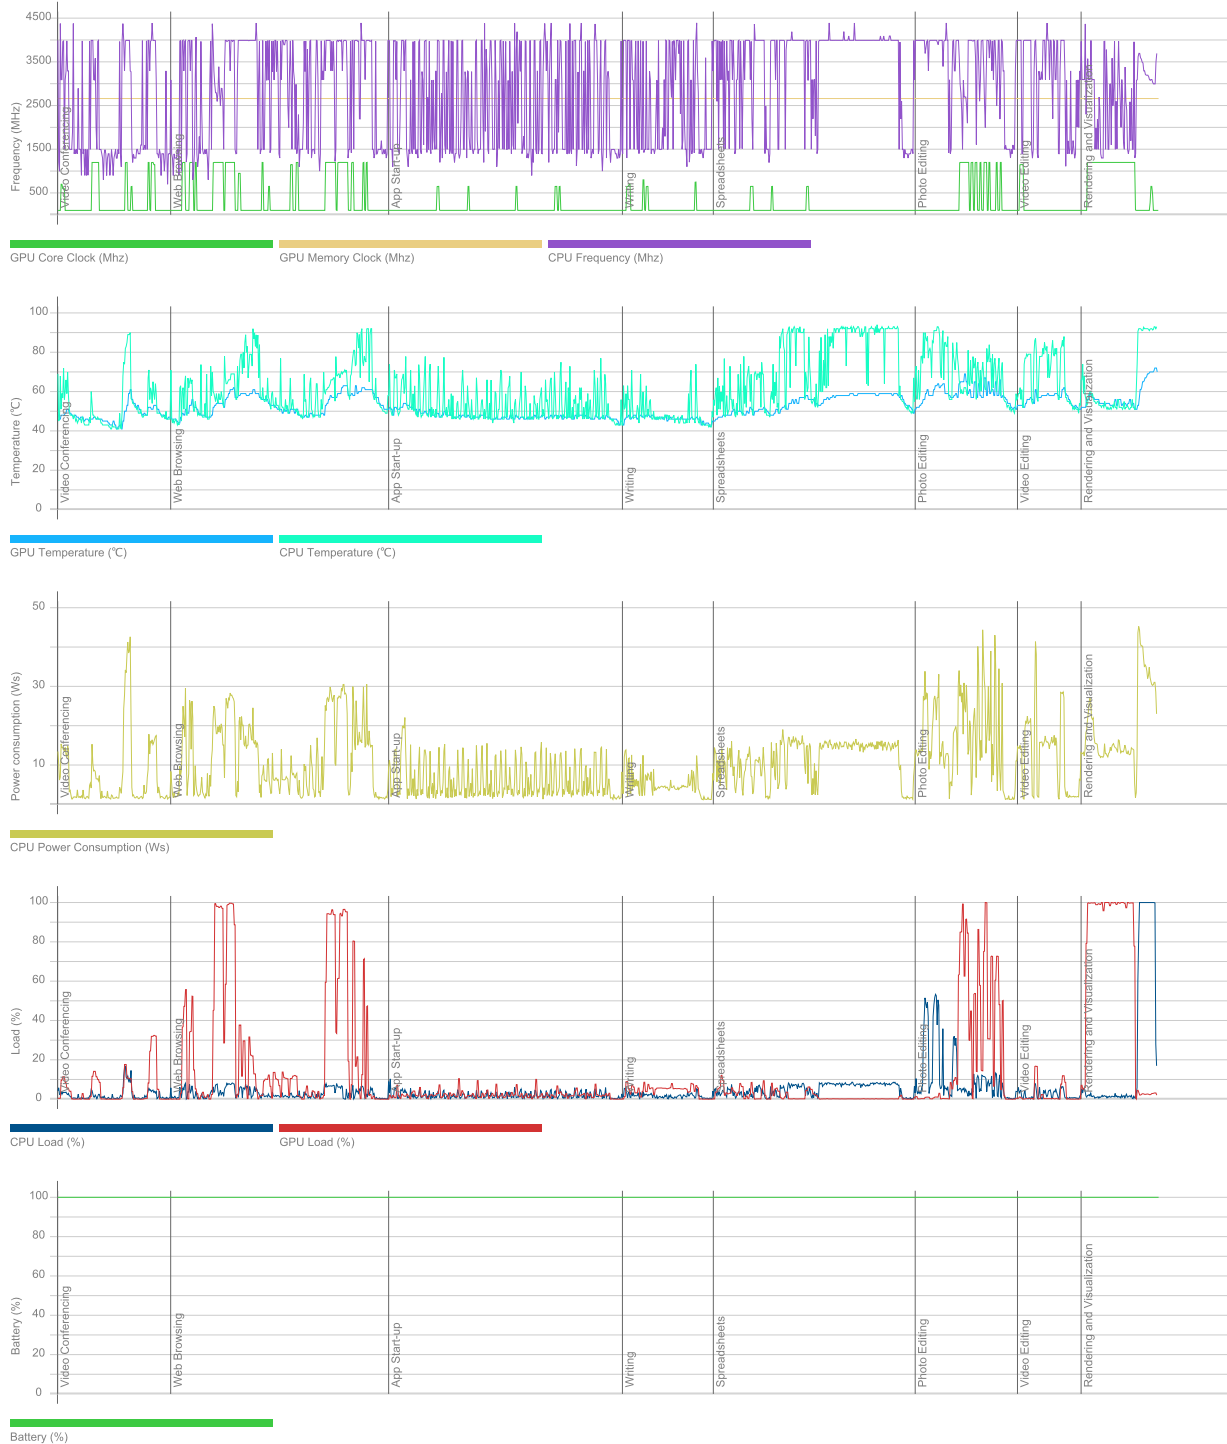 Frequency (MHz)
4500
3500
2500
1500
500
Video Conferencing
Web Browsing
App Start-up
Writing
Spreadsheets
Photo Editing
Video Editing
Rendering and Visualization
GPU Core Clock (Mhz)
GPU Memory Clock (Mhz)
CPU Frequency (Mhz)
Temperature (°C)
100
80
60
40
20
0
Video Conferencing
Web Browsing
App Start-up
Writing
Spreadsheets
Photo Editing
Video Editing
Rendering and Visualization
GPU Temperature (°C)
CPU Temperature (°C)
Power consumption (Ws)
50
30
10
Video Conferencing
Web Browsing
App Start-up
Writing
Spreadsheets
Photo Editing
Video Editing
Rendering and Visualization
CPU Power Consumption (Ws)
Load (%)
100
80
60
40
20
0
Video Conferencing
Web Browsing
App Start-up
Writing
Spreadsheets
Photo Editing
Video Editing
Rendering and Visualization
CPU Load (%)
GPU Load (%)
Battery (%)
100
80
60
40
20
0
Video Conferencing
Web Browsing
App Start-up
Writing
Spreadsheets
Photo Editing
Video Editing
Rendering and Visualization
Battery (%)